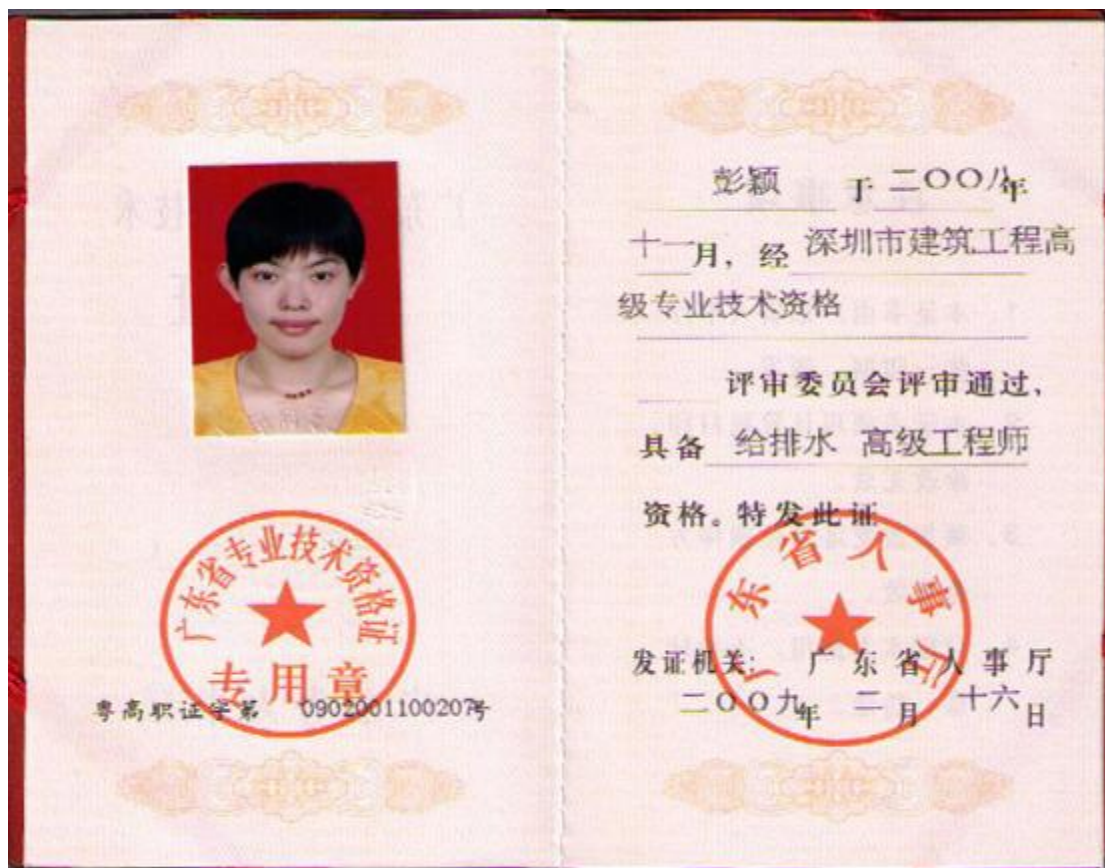 广东省专业技术资格证
专用章
粤高职证字第 0902001100207号
彭颖 于 二〇〇八年
十一月，经 深圳市建筑工程高
级专业技术资格
评审委员会评审通过，
具备 给排水 高级工程师
资格。特发此证
广东省人事厅
发证机关：广东省人事厅
二〇〇九年 二月 十六日